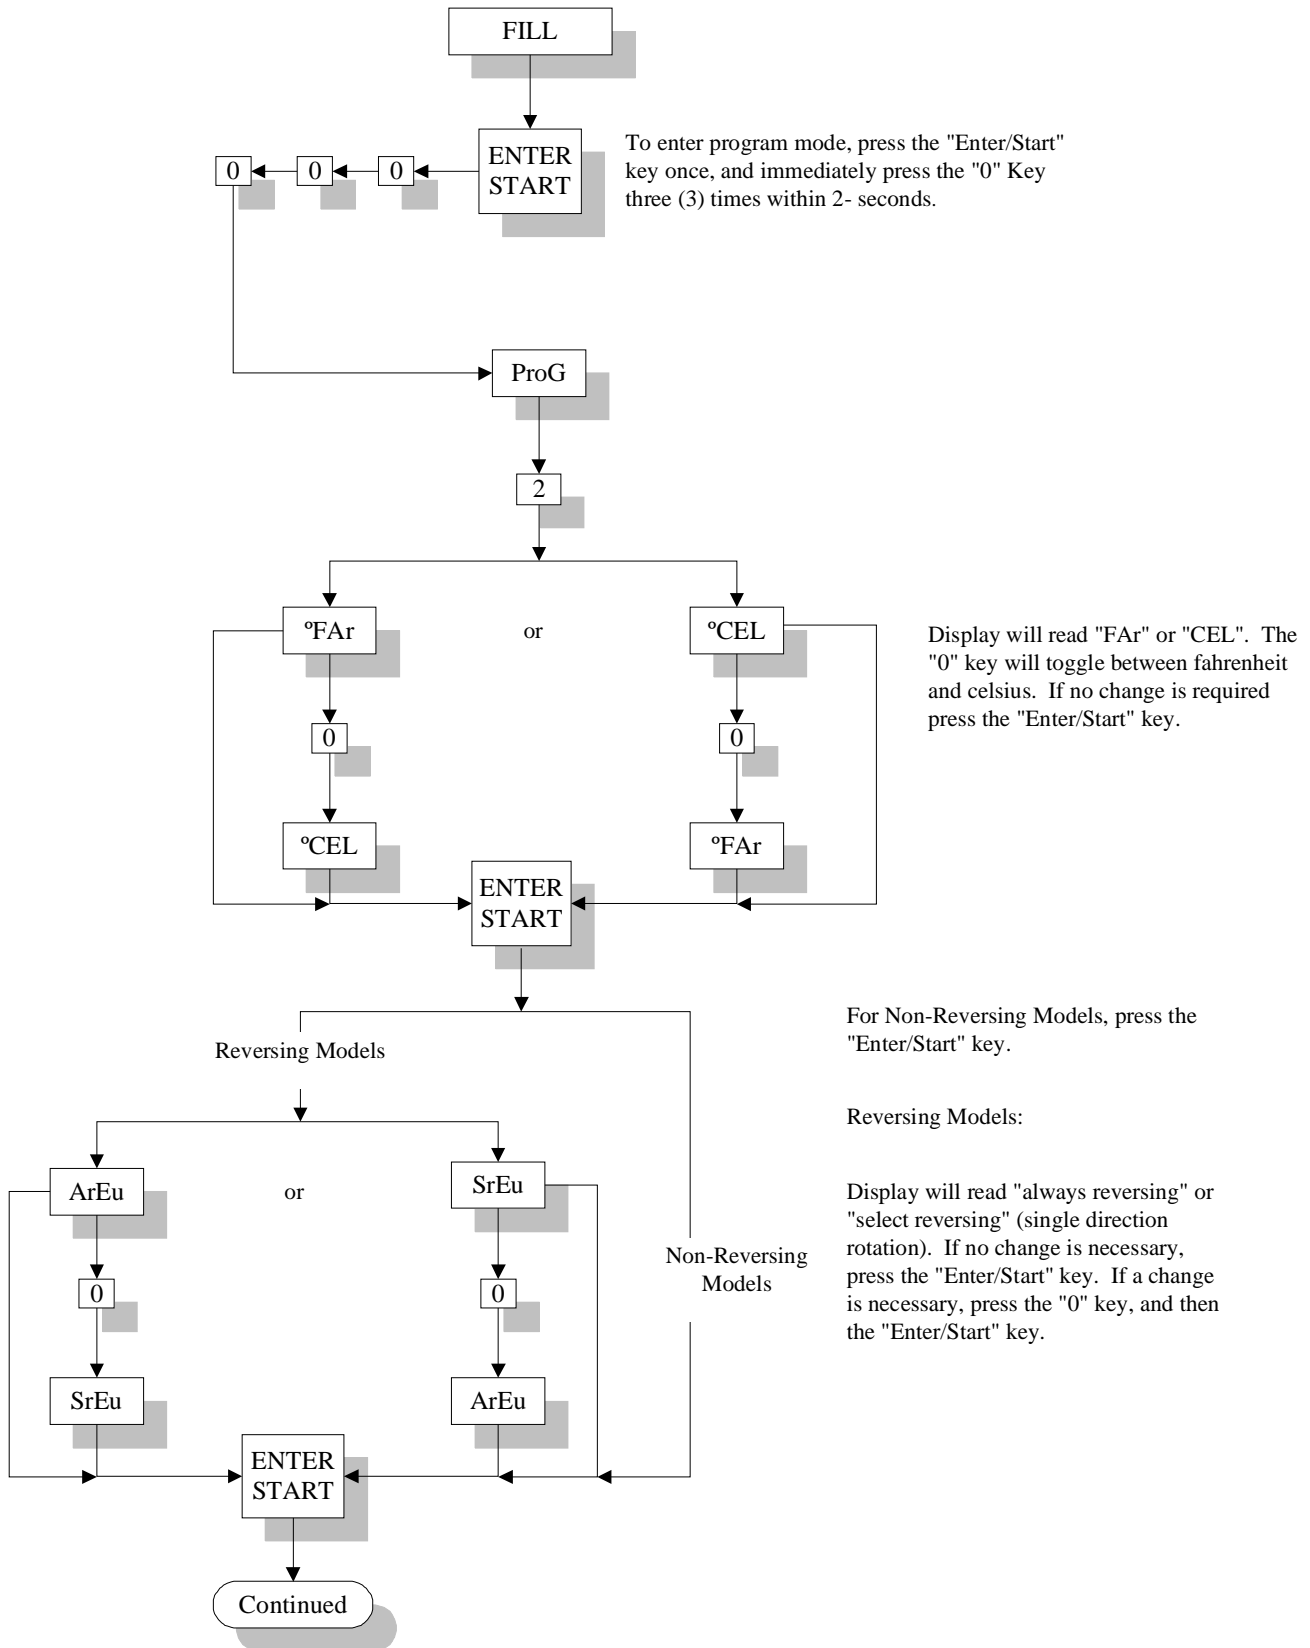 FILL
ENTER
START
0
0
0
To enter program mode, press the "Enter/Start"
key once, and immediately press the "0" Key
three (3) times within 2- seconds.
ProG
2
ºFAr
or
ºCEL
Display will read "FAr" or "CEL". The
"0" key will toggle between fahrenheit
and celsius. If no change is required
press the "Enter/Start" key.
0
0
ºCEL
ºFAr
ENTER
START
Reversing Models
For Non-Reversing Models, press the
"Enter/Start" key.
Reversing Models:
ArEu
or
SrEu
Non-Reversing
Models
Display will read "always reversing" or
"select reversing" (single direction
rotation). If no change is necessary,
press the "Enter/Start" key. If a change
is necessary, press the "0" key, and then
the "Enter/Start" key.
0
0
SrEu
ArEu
ENTER
START
Continued